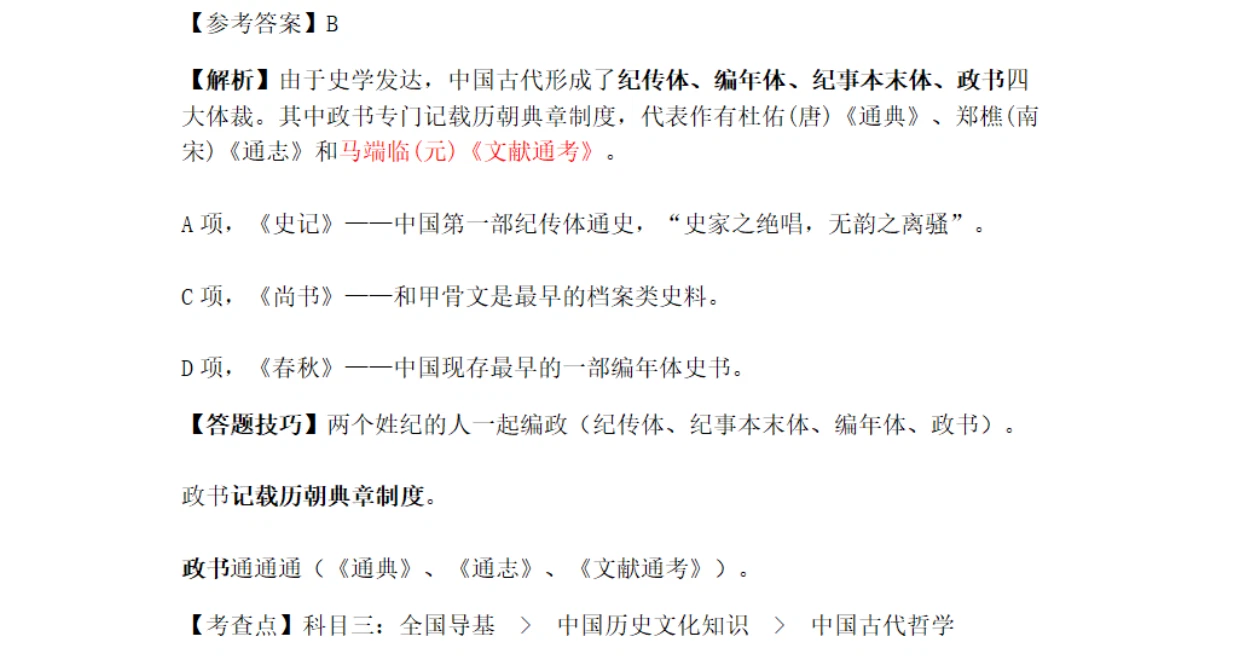 【参考答案】B
【解析】由于史学发达，中国古代形成了纪传体、编年体、纪事本末体、政书四
大体裁。其中政书专门记载历朝典章制度，代表作有杜佑(唐)《通典》、郑樵(南
宋)《通志》和马端临(元)《文献通考》。
A 项，《史记》——中国第一部纪传体通史，“史家之绝唱，无韵之离骚”。
C 项，《尚书》——和甲骨文是最早的档案类史料。
D 项，《春秋》——中国现存最早的一部编年体史书。
【答题技巧】两个姓纪的人一起编政（纪传体、纪事本末体、编年体、政书）。
政书记载历朝典章制度。
政书通通通（《通典》、《通志》、《文献通考》）。
【考查点】科目三：全国导基 > 中国历史文化知识 > 中国古代哲学